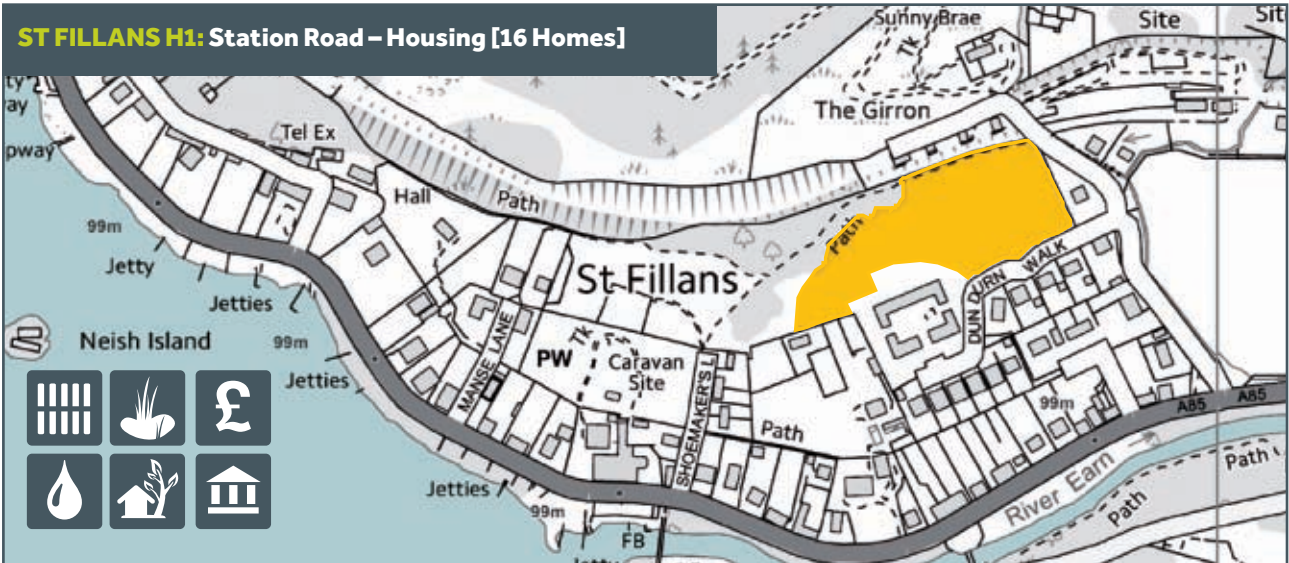 ST FILLANS H1: Station Road – Housing [16 Homes]
Sunny Brae
Site
Tk
The Girron
Tel Ex
Hall
Path
Path
St Fillans
99m
Jetty
Jetties
Neish Island
99m
Jetties
MANSE LANE
PW
Tk
Caravan
Site
SHOEMAKER'S L
DUN DURN WALK
99m
A85
A85
Path
Path
Path
River Earn
Jetties
99m
FB
£